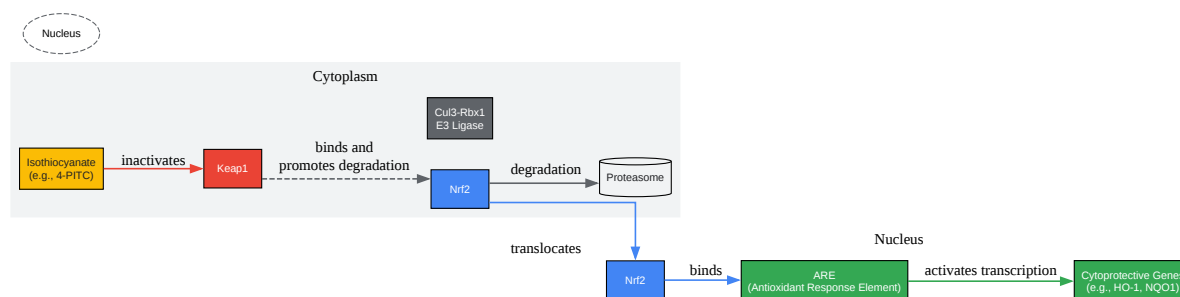 Nucleus
Cytoplasm
Cul3-Rbx1
E3 Ligase
Isothiocyanate
(e.g., 4-PITC)
inactivates
Keap1
binds and
promotes degradation
Nrf2
degradation
Proteasome
translocates
Nucleus
Nrf2
binds
ARE
(Antioxidant Response Element)
activates transcription
Cytoprotective Genes
(e.g., HO-1, NQO1)